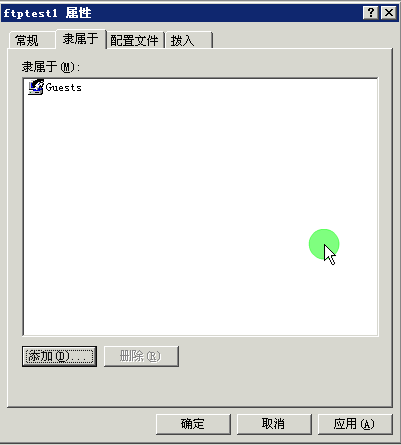 ftptest1 属性
常规 隶属于 配置文件 拨入
隶属于(M):
Guests
添加(D)... 删除(R)
确定 取消 应用(A)